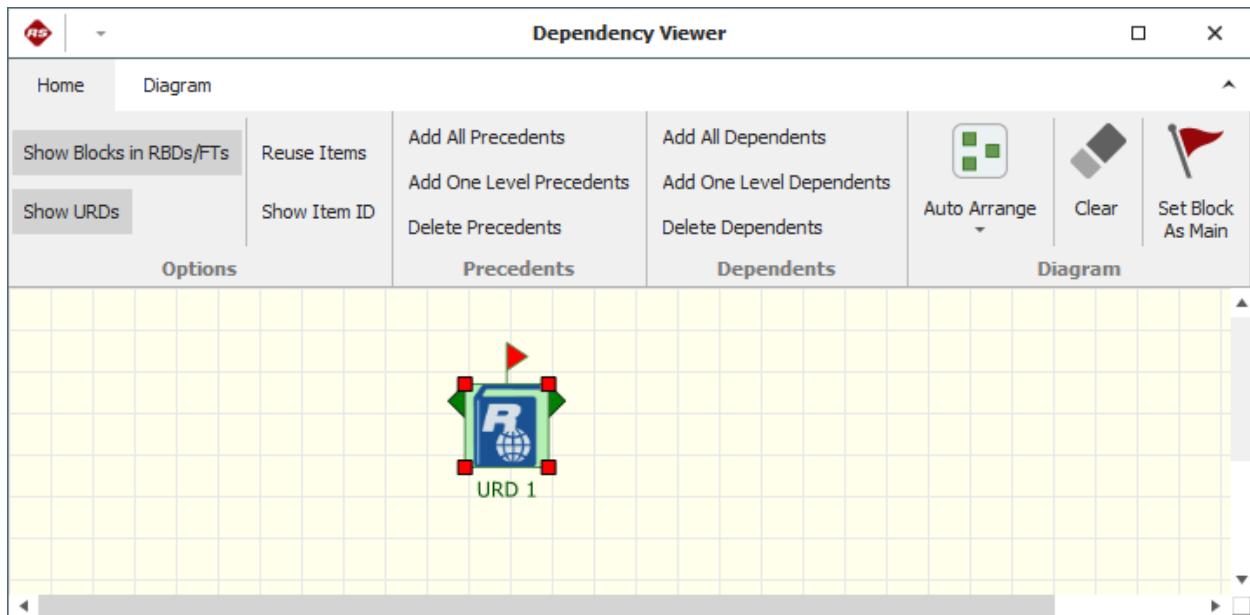 RS
Dependency Viewer
Home
Diagram
Show Blocks in RBDs/FTs
Show URDs
Reuse Items
Show Item ID
Options
Add All Precedents
Add One Level Precedents
Delete Precedents
Precedents
Add All Dependents
Add One Level Dependents
Delete Dependents
Dependents
Auto Arrange
Clear
Set Block
As Main
Diagram
R
URD 1